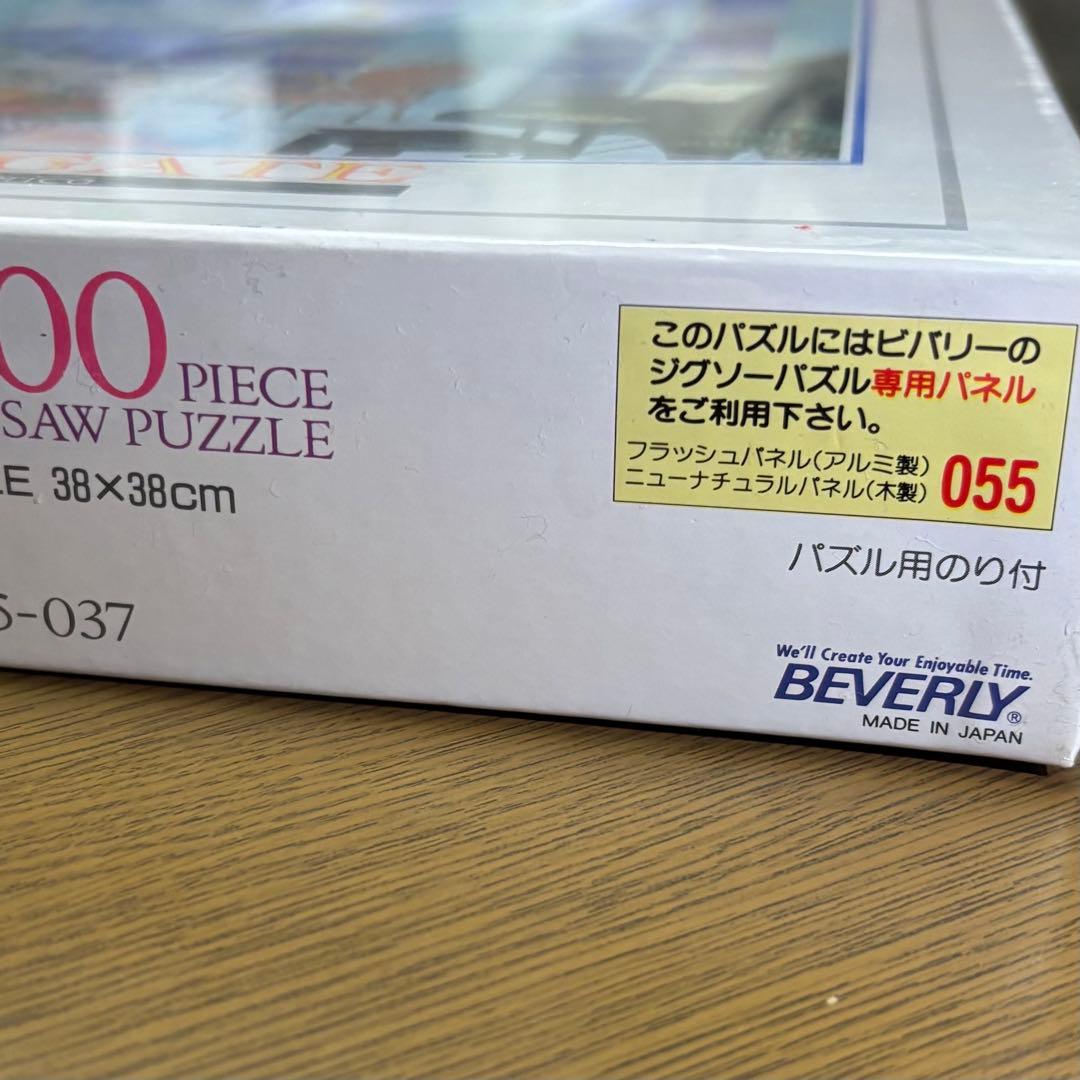 GATE
00 PIECE
SAW PUZZLE
LE 38×38cm
5-037
このパズルにはビバリーの
ジグソーパズル専用パネル
をご利用下さい。
フラッシュパネル(アルミ製)
ニューナチュラルパネル(木製)
055
パズル用のり付
We'll Create Your Enjoyable Time.
BEVERLY®
MADE IN JAPAN